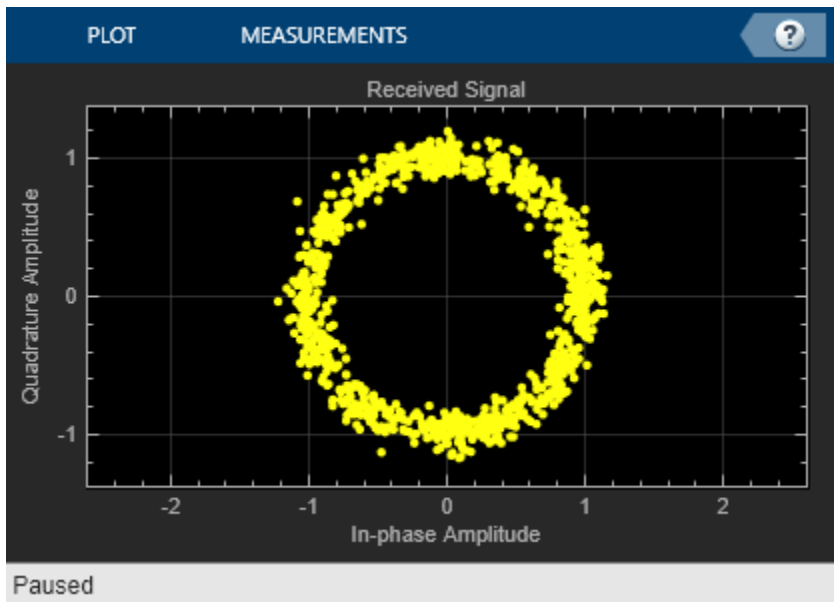 PLOT MEASUREMENTS ?
Received Signal
1
0
-1
Quadrature Amplitude
-2 -1 0 1 2
In-phase Amplitude
Paused